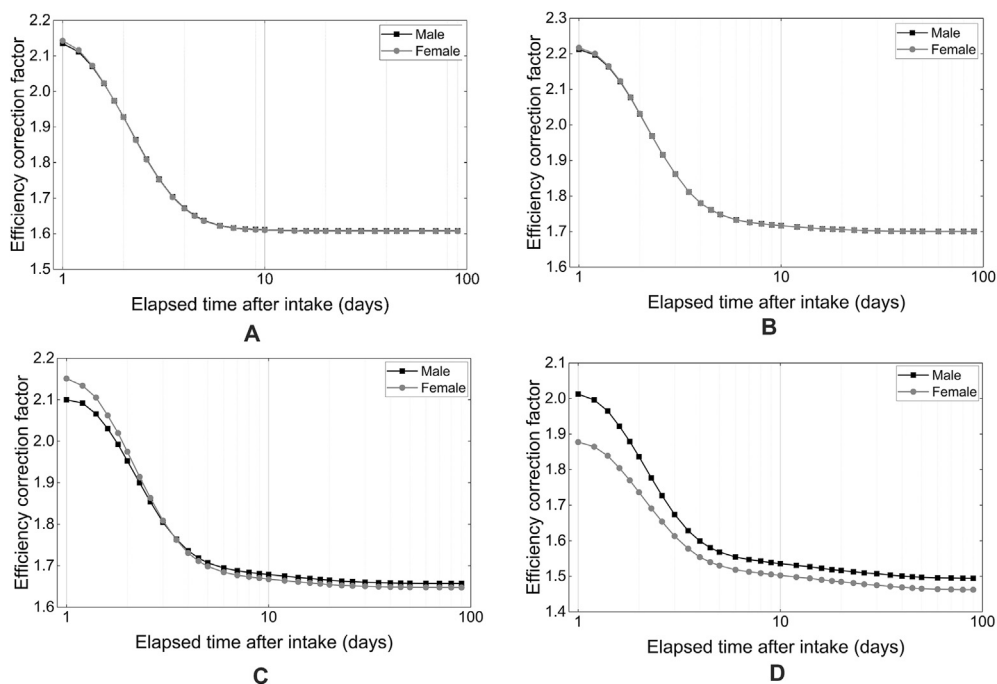 2.2
2.1
2.0
1.9
1.8
1.7
1.6
1.5
Efficiency correction factor
Male
Female
1
10
100
Elapsed time after intake (days)
A
2.3
2.2
2.1
2.0
1.9
1.8
1.7
1.6
Efficiency correction factor
Male
Female
1
10
100
Elapsed time after intake (days)
B
2.2
2.1
2.0
1.9
1.8
1.7
1.6
Efficiency correction factor
Male
Female
1
10
100
Elapsed time after intake (days)
C
2.1
2.0
1.9
1.8
1.7
1.6
1.5
1.4
Efficiency correction factor
Male
Female
1
10
100
Elapsed time after intake (days)
D